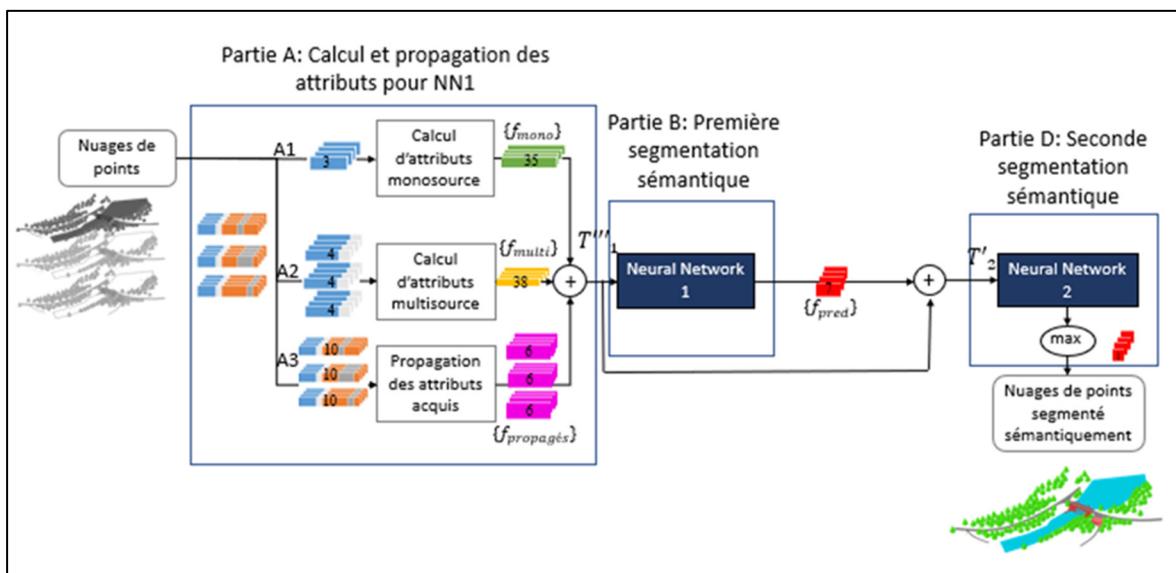 Partie A: Calcul et propagation des
attributs pour NN1
Nuages de
points
A1
3
Calcul
d'attributs
monosource
{f_mono}
35
A2
4
4
4
Calcul
d'attributs
multisource
{f_multi}
38
A3
10
10
10
Propagation
des attributs
acquis
6
6
6
{f_propagés}
+
T'''_1
Partie B: Première
segmentation
sémantique
Neural Network
1
7
{f_pred}
+
T'_2
Partie D: Seconde
segmentation
sémantique
Neural Network
2
max
Nuages de points
segmenté
sémantiquement